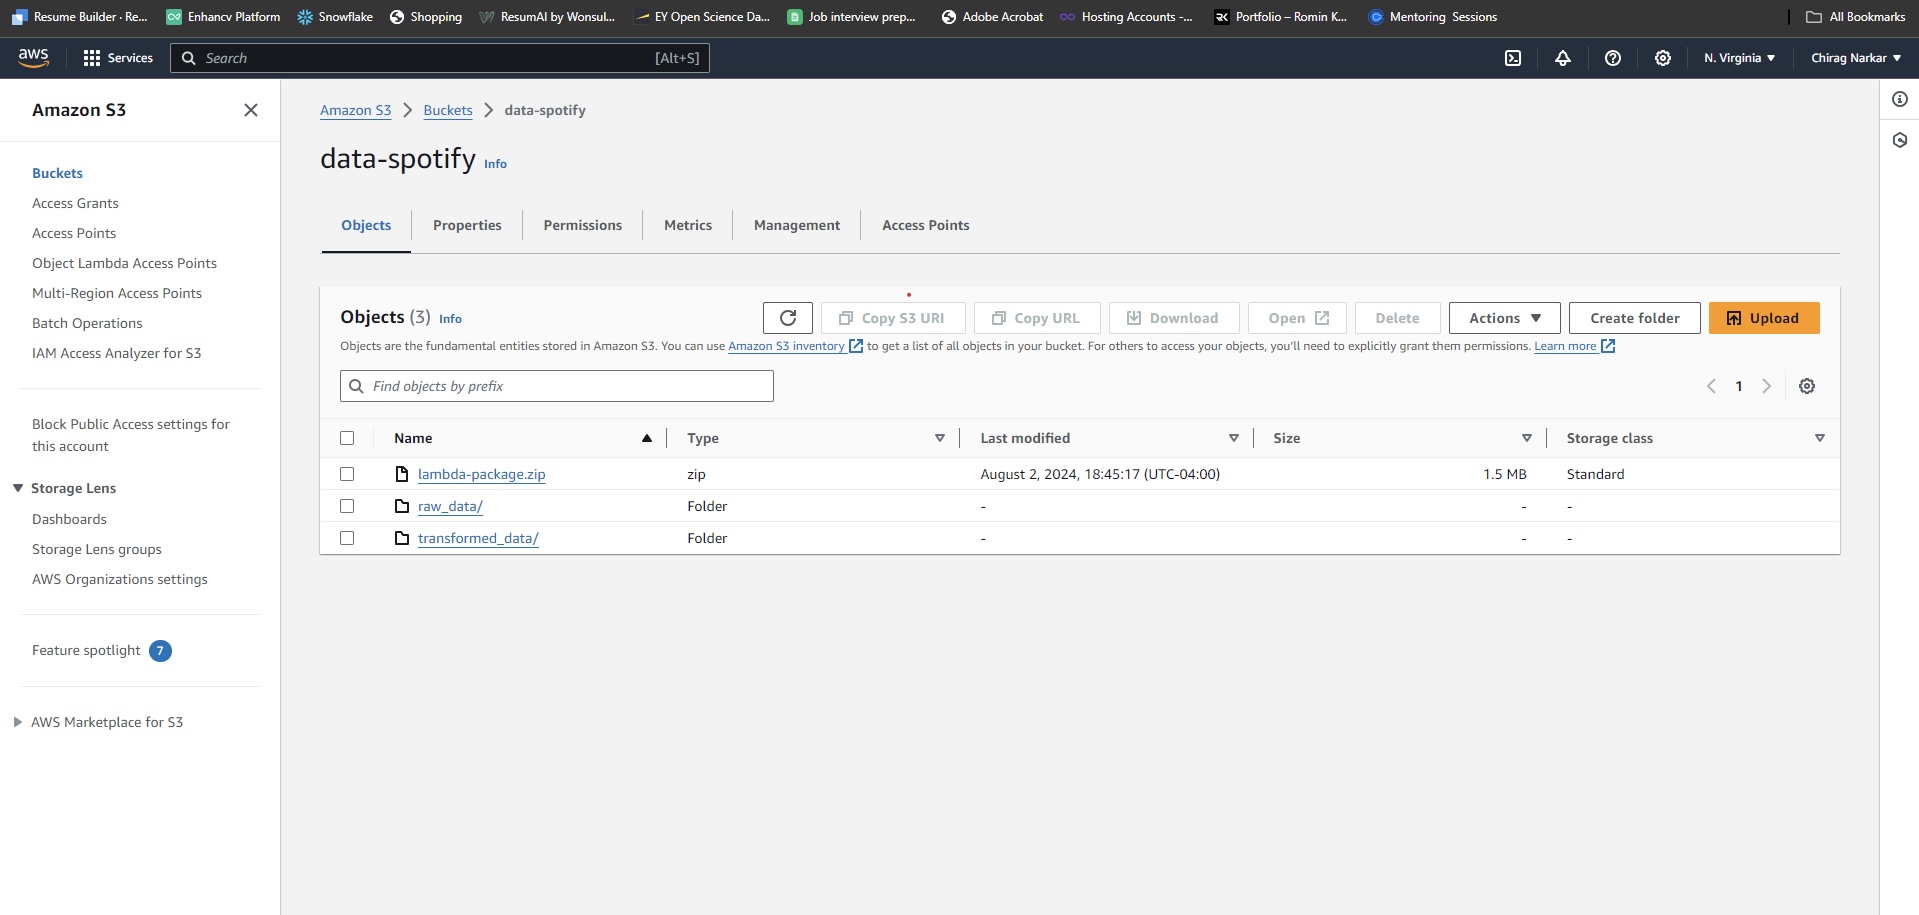 Resume Builder · Re... Enhancv Platform Snowflake Shopping ResumAI by Wonsul... EY Open Science Da... Job interview prep... Adobe Acrobat Hosting Accounts -... Portfolio – Romin K... Mentoring Sessions All Bookmarks
aws Services Search [Alt+S] N. Virginia Chirag Narkar
Amazon S3
Buckets
Access Grants
Access Points
Object Lambda Access Points
Multi-Region Access Points
Batch Operations
IAM Access Analyzer for S3
Block Public Access settings for
this account
Storage Lens
Dashboards
Storage Lens groups
AWS Organizations settings
Feature spotlight 7
AWS Marketplace for S3
Amazon S3 Buckets data-spotify
data-spotify Info
Objects Properties Permissions Metrics Management Access Points
Objects (3) Info Copy S3 URI Copy URL Download Open Delete Actions Create folder Upload
Objects are the fundamental entities stored in Amazon S3. You can use Amazon S3 inventory to get a list of all objects in your bucket. For others to access your objects, you'll need to explicitly grant them permissions. Learn more
Find objects by prefix 1
Name Type Last modified Size Storage class
lambda-package.zip zip August 2, 2024, 18:45:17 (UTC-04:00) 1.5 MB Standard
raw_data/ Folder - - -
transformed_data/ Folder - - -